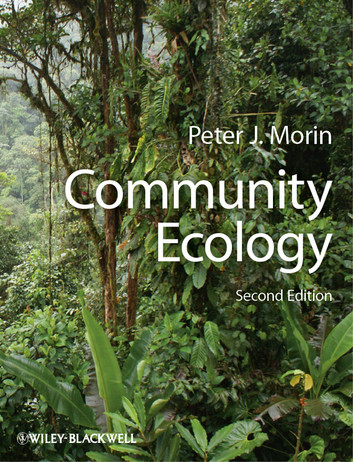 Peter J. Morin
Community
Ecology
Second Edition
WILEY-BLACKWELL